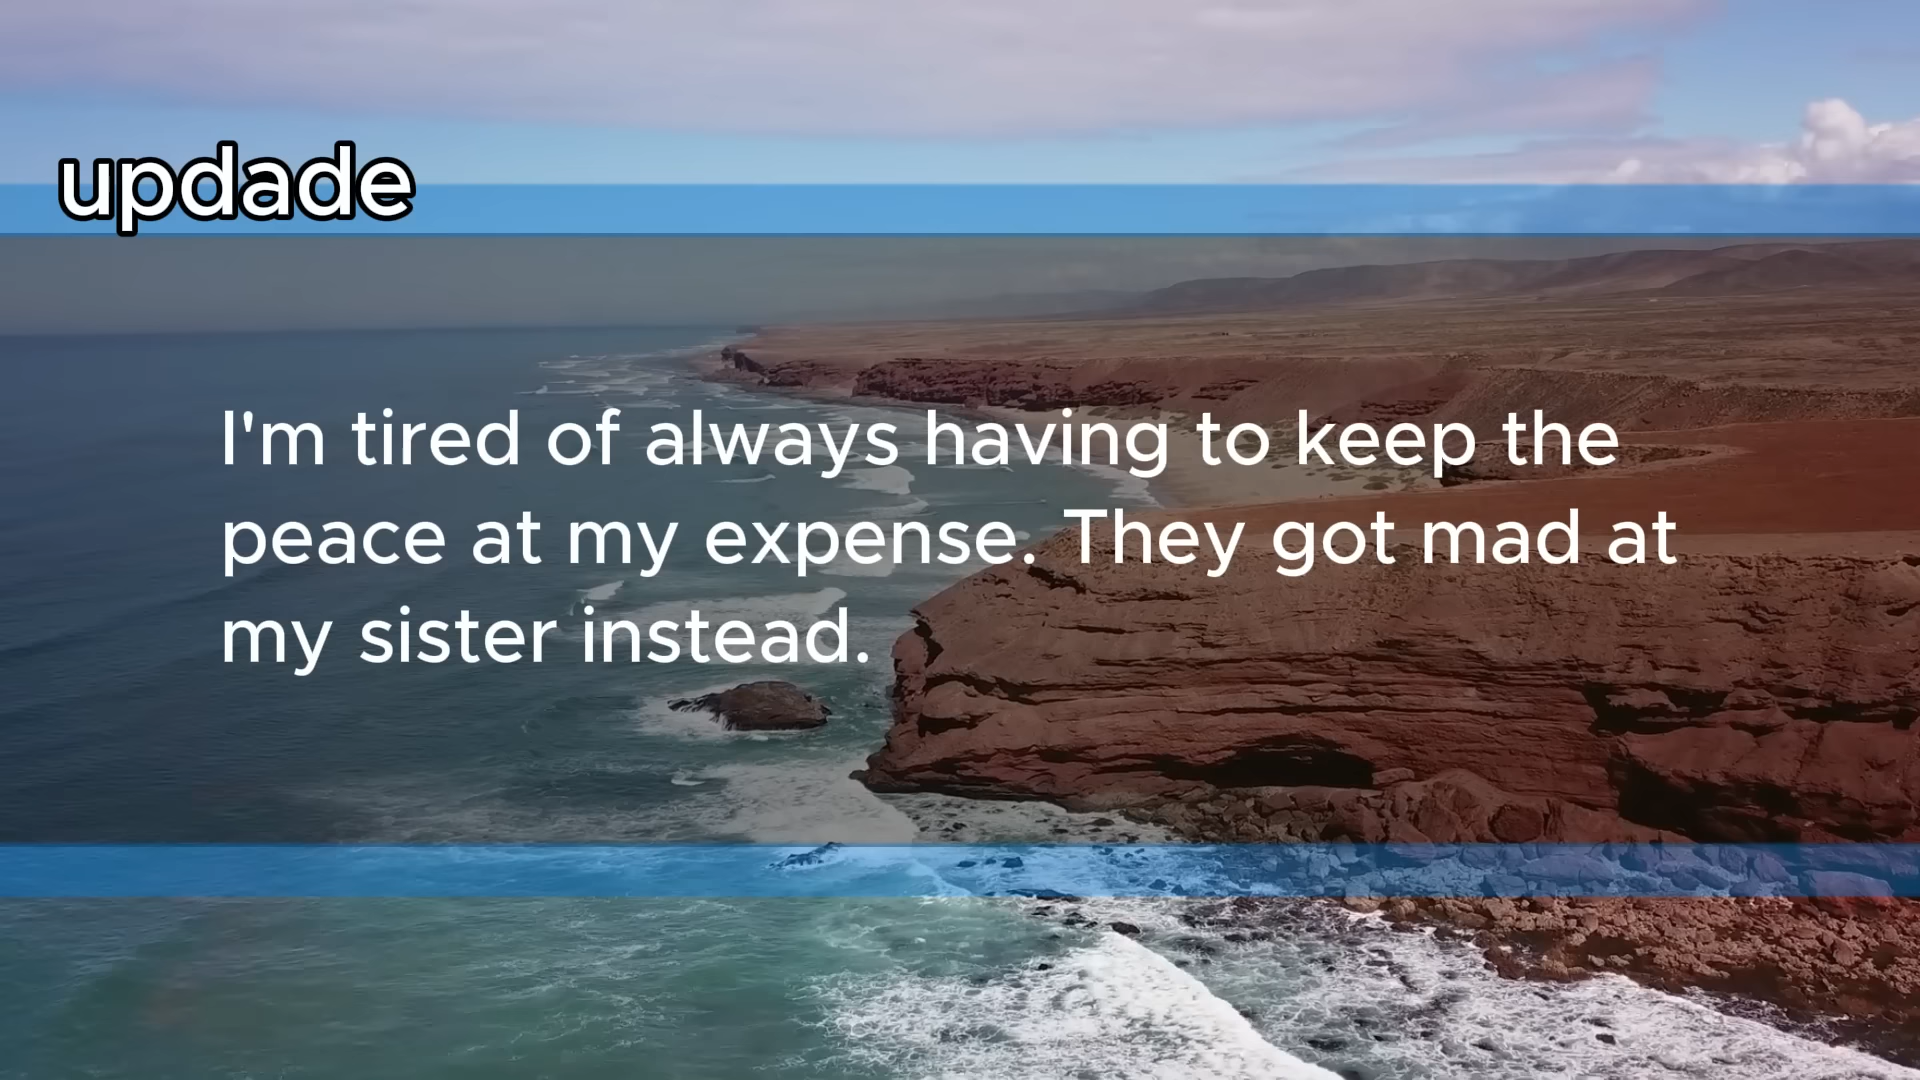 updade
I'm tired of always having to keep the
peace at my expense. They got mad at
my sister instead.